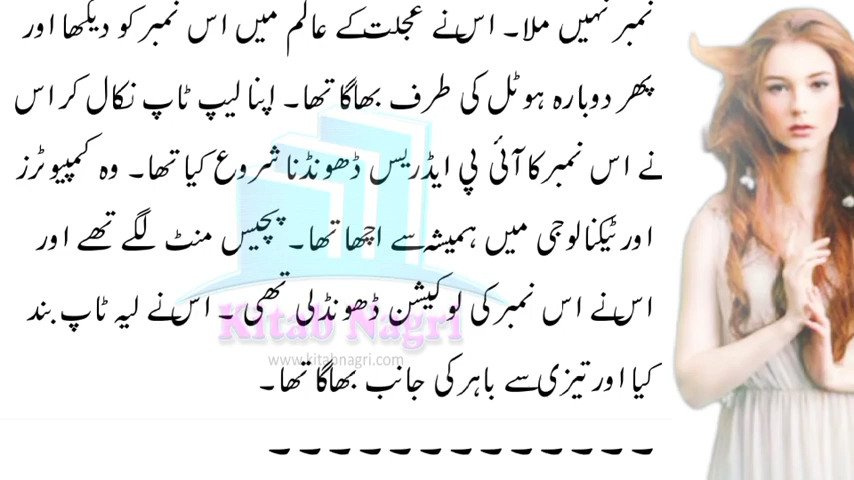 نمبر نہیں ملا۔ اس نے عجلت کے عالم میں اس نمبر کو دیکھا اور
پھر دوبارہ ہوٹل کی طرف بھاگا تھا۔ اپنا لیپ ٹاپ نکال کر اس
نے اس نمبر کا آئی پی ایڈریس ڈھونڈنا شروع کیا تھا۔ وہ کمپیوٹرز
اور ٹیکنالوجی میں ہمیشہ سے اچھا تھا۔ پچیس منٹ لگے تھے اور
اس نے اس نمبر کی لوکیشن ڈھونڈ لی تھی۔ اس نے لیہ ٹاپ بند
کیا اور تیزی سے باہر کی جانب بھاگا تھا۔
Kitab Nagri
www.kitabnagri.com